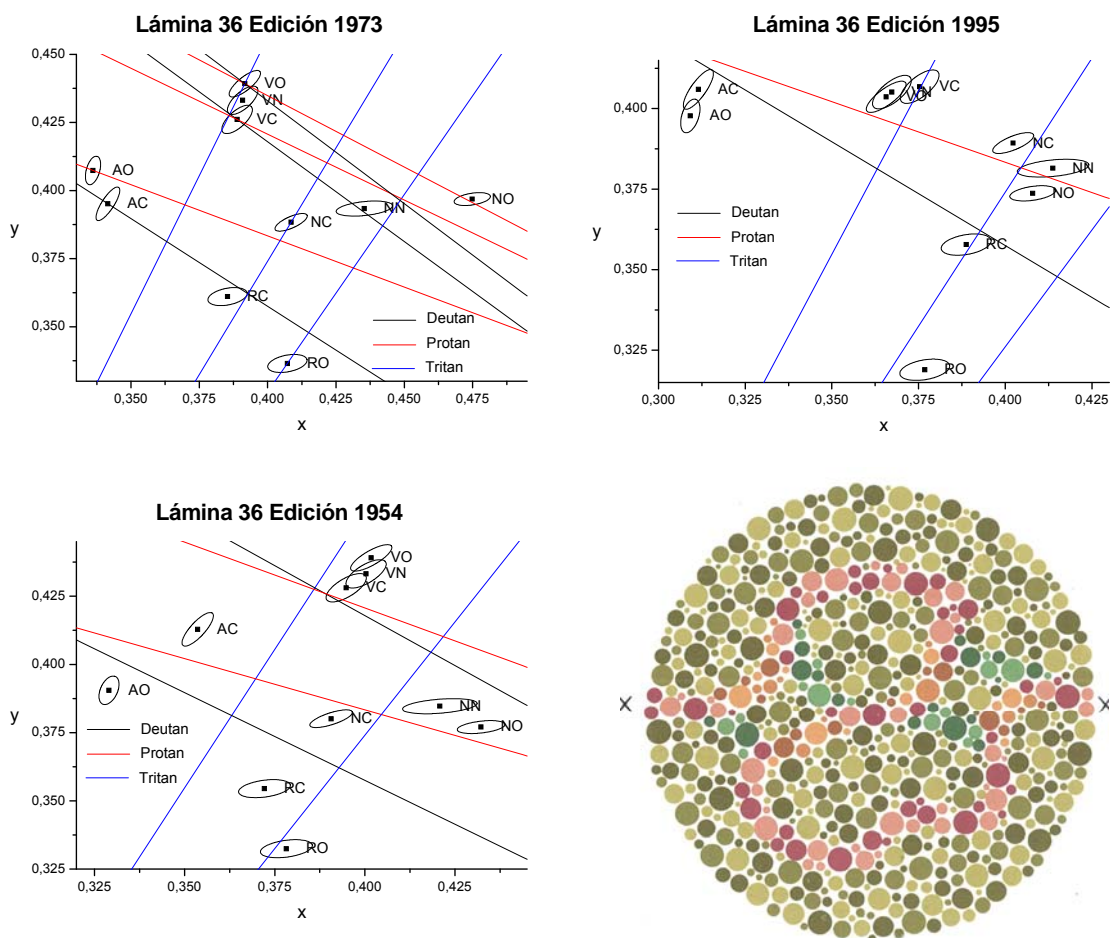 Lámina 36 Edición 1973
0,450
0,425
0,400
0,375
0,350
y
VO
VN
VC
AO
AC
NO
NN
NC
RC
RO
Deutan
Protan
Tritan
0,350
0,375
0,400
0,425
0,450
0,475
x
Lámina 36 Edición 1995
0,400
0,375
0,350
0,325
y
AC
AO
VC
VN
VO
NC
NN
NO
RC
RO
Deutan
Protan
Tritan
0,300
0,325
0,350
0,375
0,400
0,425
x
Lámina 36 Edición 1954
0,425
0,400
0,375
0,350
0,325
y
VO
VN
VC
AC
AO
NN
NC
NO
RC
RO
Deutan
Protan
Tritan
0,325
0,350
0,375
0,400
0,425
x
X
X